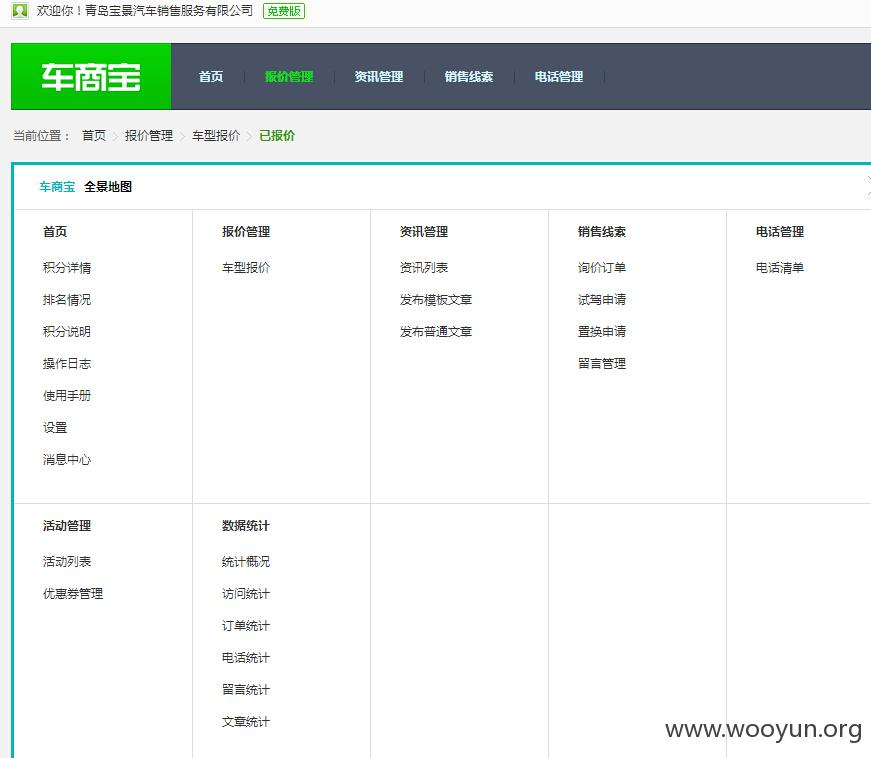 欢迎你！青岛宝景汽车销售服务有限公司 免费版
车商宝 首页 报价管理 资讯管理 销售线索 电话管理
当前位置： 首页 > 报价管理 > 车型报价 > 已报价
车商宝 全景地图
首页 报价管理 资讯管理 销售线索 电话管理
积分详情 车型报价 资讯列表 询价订单 电话清单
排名情况 发布模板文章 试驾申请
积分说明 发布普通文章 置换申请
操作日志 留言管理
使用手册
设置
消息中心
活动管理 数据统计
活动列表 统计概况
优惠券管理 访问统计
订单统计
电话统计
留言统计
文章统计
www.wooyun.org